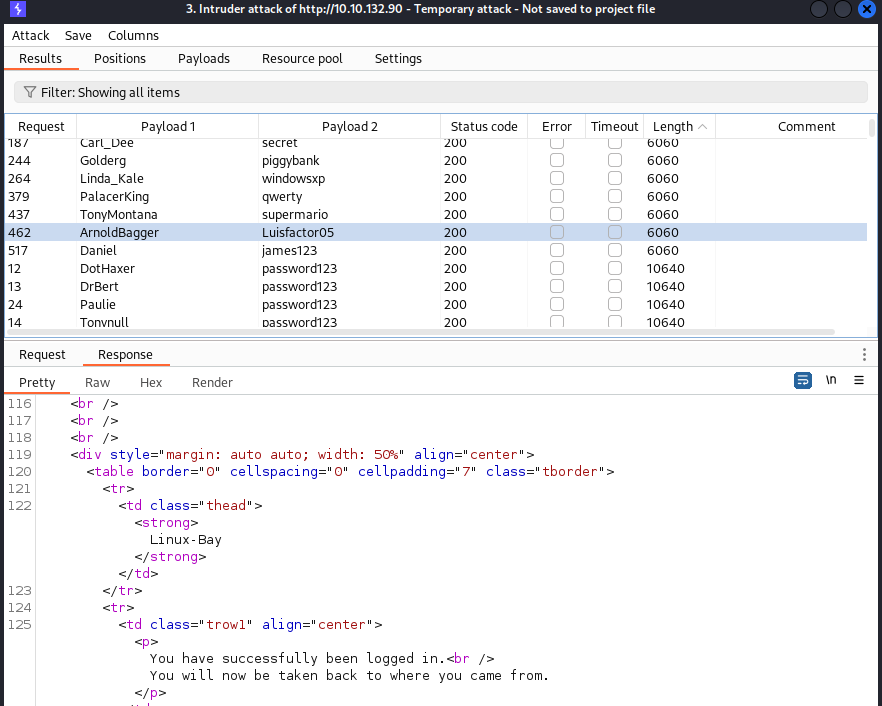 3. Intruder attack of http://10.10.132.90 - Temporary attack - Not saved to project file
Attack Save Columns
Results Positions Payloads Resource pool Settings
Filter: Showing all items
Request Payload 1 Payload 2 Status code Error Timeout Length Comment
187 Carl_Dee secret 200 6060
244 Golderg piggybank 200 6060
264 Linda_Kale windowsxp 200 6060
379 PalacerKing qwerty 200 6060
437 TonyMontana supermario 200 6060
462 ArnoldBagger Luisfactor05 200 6060
517 Daniel james123 200 6060
12 DotHaxer password123 200 10640
13 DrBert password123 200 10640
24 Paulie password123 200 10640
14 Tonynull password123 200 10640
Request Response
Pretty Raw Hex Render \n
116 <br />
117 <br />
118 <br />
119 <div style="margin: auto auto; width: 50%" align="center">
120 <table border="0" cellspacing="0" cellpadding="7" class="tborder">
121 <tr>
122 <td class="thead">
<strong>
Linux-Bay
</strong>
</td>
123 </tr>
124 <tr>
125 <td class="trow1" align="center">
<p>
You have successfully been logged in.<br />
You will now be taken back to where you came from.
</p>